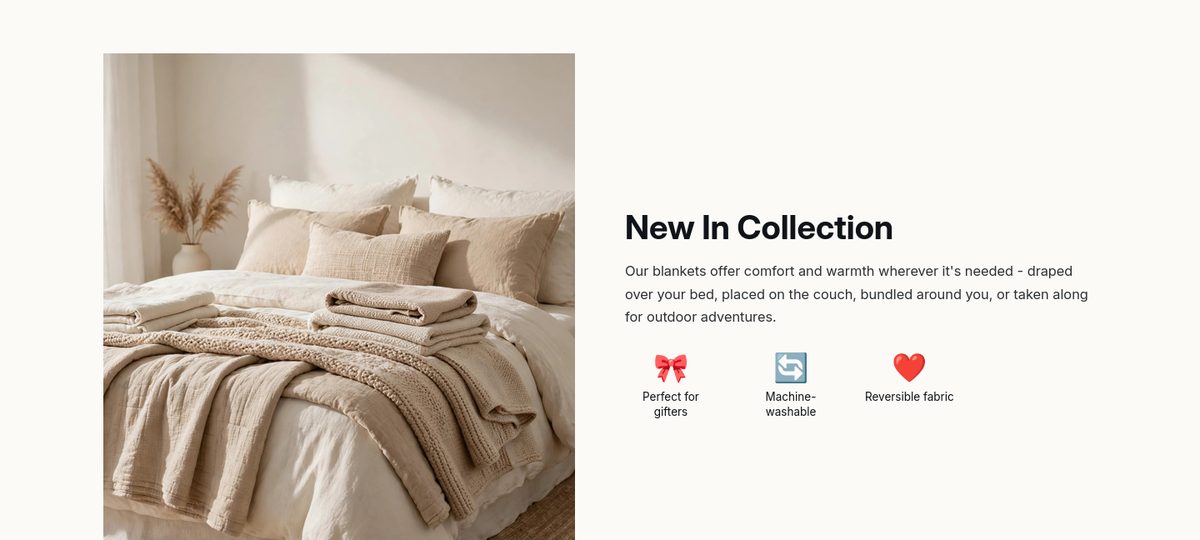 New In Collection
Our blankets offer comfort and warmth wherever it's needed - draped
over your bed, placed on the couch, bundled around you, or taken along
for outdoor adventures.
Perfect for
gifters
Machine-
washable
Reversible fabric